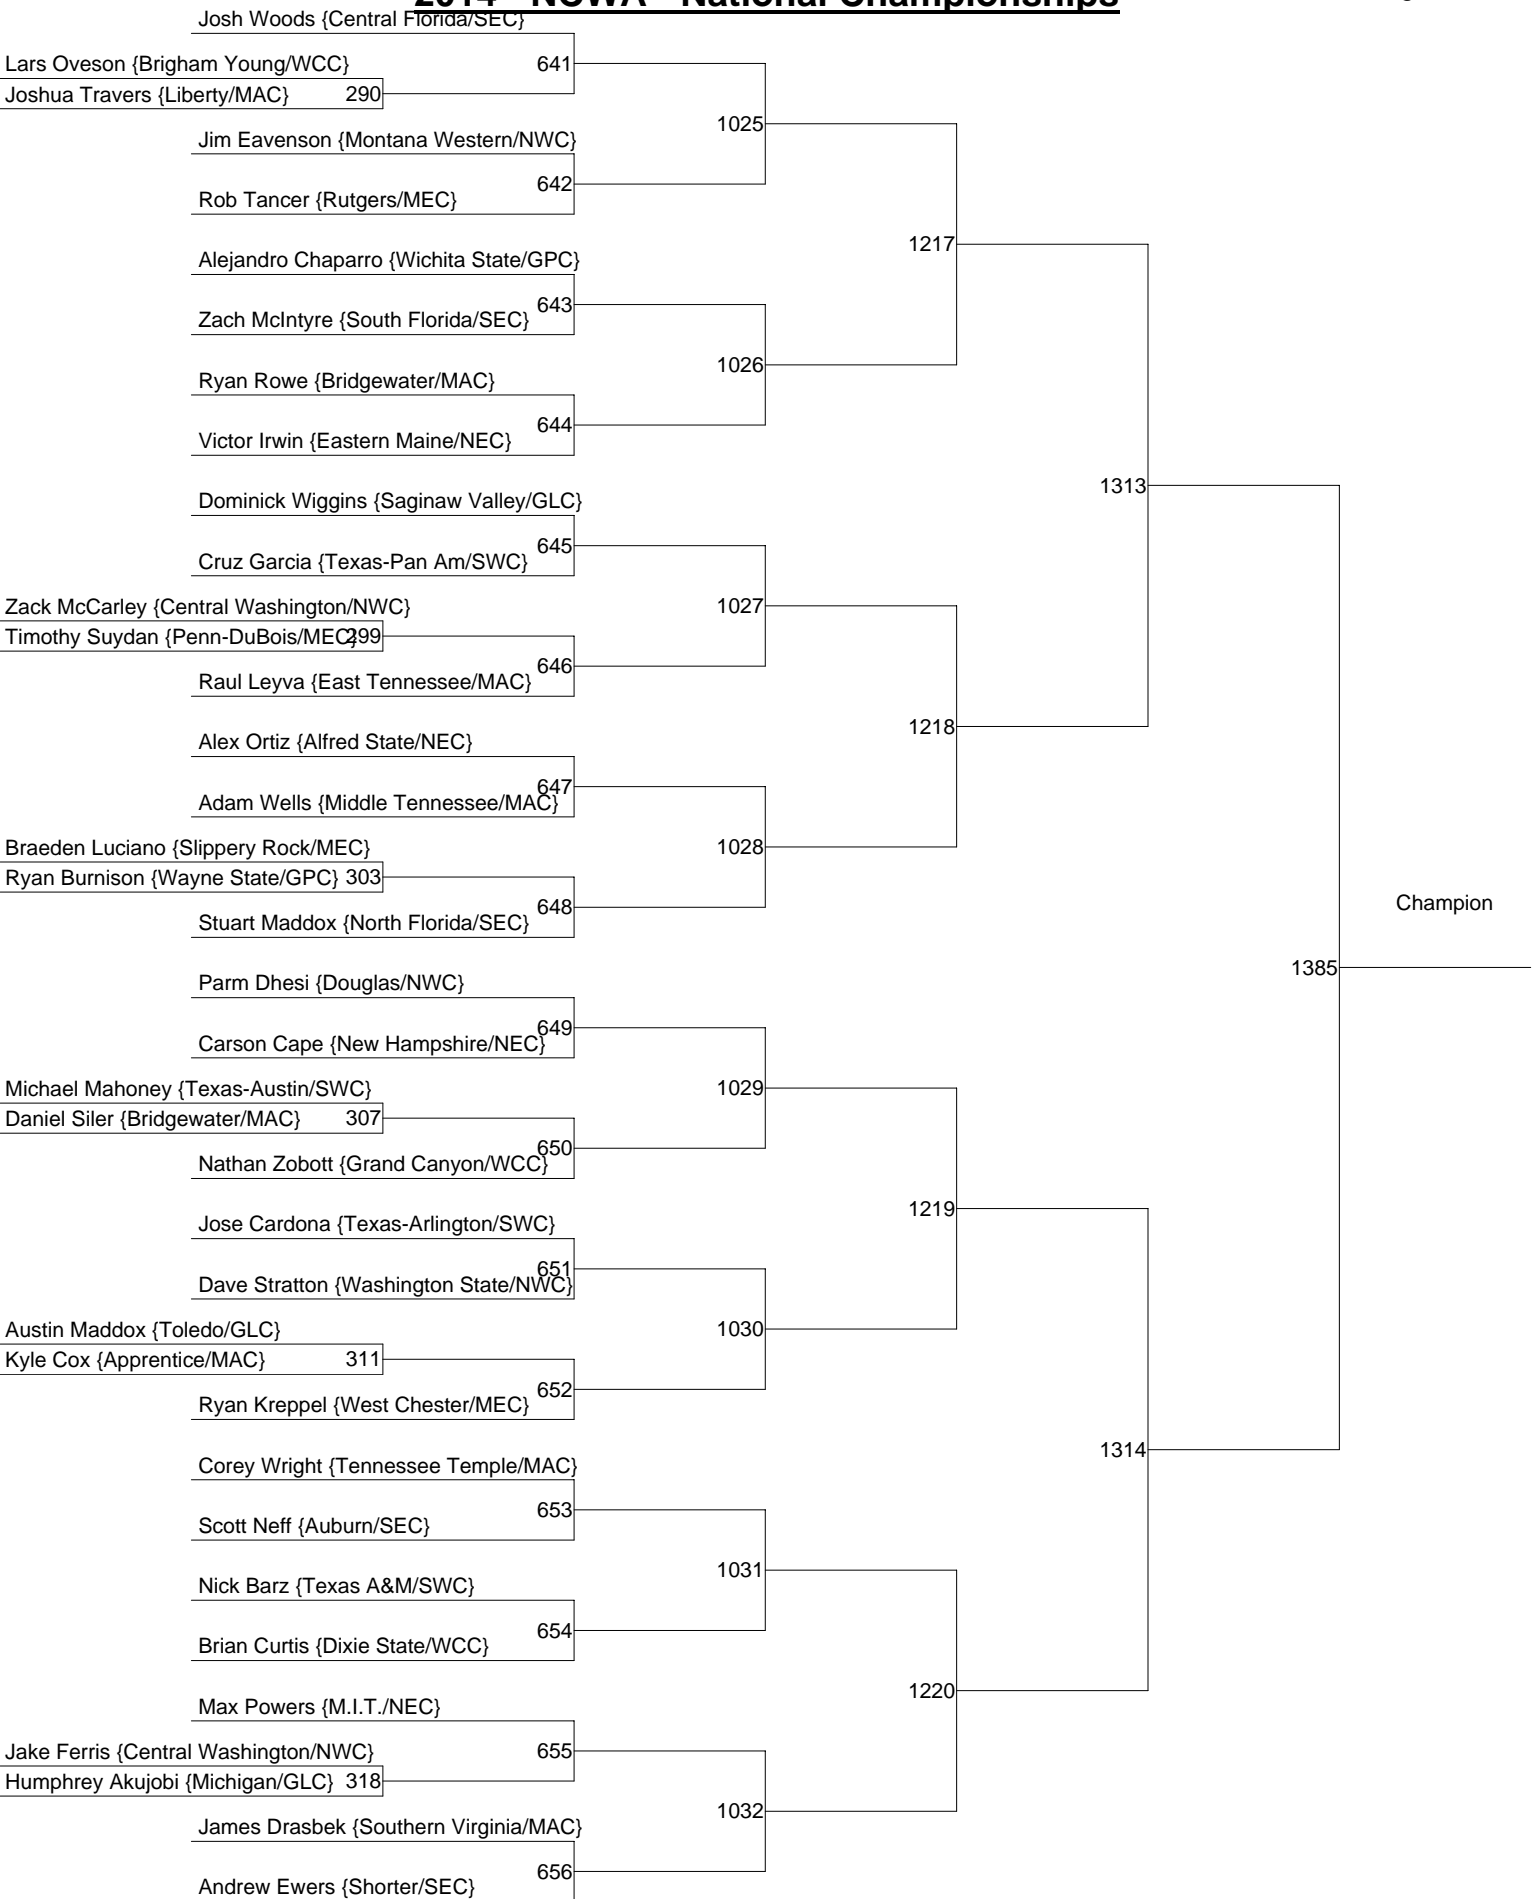 2014 - NCWA - National Championships
Josh Woods {Central Florida/SEC}
Lars Oveson {Brigham Young/WCC}
641
Joshua Travers {Liberty/MAC} 290
1025
Jim Eavenson {Montana Western/NWC}
642
Rob Tancer {Rutgers/MEC}
1217
Alejandro Chaparro {Wichita State/GPC}
643
Zach McIntyre {South Florida/SEC}
1026
Ryan Rowe {Bridgewater/MAC}
644
Victor Irwin {Eastern Maine/NEC}
1313
Dominick Wiggins {Saginaw Valley/GLC}
645
Cruz Garcia {Texas-Pan Am/SWC}
Zack McCarley {Central Washington/NWC}
1027
Timothy Suydan {Penn-DuBois/MEC} 299
646
Raul Leyva {East Tennessee/MAC}
1218
Alex Ortiz {Alfred State/NEC}
647
Adam Wells {Middle Tennessee/MAC}
Braeden Luciano {Slippery Rock/MEC}
1028
Ryan Burnison {Wayne State/GPC} 303
648
Champion
Stuart Maddox {North Florida/SEC}
1385
Parm Dhesi {Douglas/NWC}
649
Carson Cape {New Hampshire/NEC}
Michael Mahoney {Texas-Austin/SWC}
1029
Daniel Siler {Bridgewater/MAC} 307
650
Nathan Zobott {Grand Canyon/WCC}
1219
Jose Cardona {Texas-Arlington/SWC}
651
Dave Stratton {Washington State/NWC}
Austin Maddox {Toledo/GLC}
1030
Kyle Cox {Apprentice/MAC} 311
652
Ryan Kreppel {West Chester/MEC}
1314
Corey Wright {Tennessee Temple/MAC}
653
Scott Neff {Auburn/SEC}
1031
Nick Barz {Texas A&M/SWC}
654
Brian Curtis {Dixie State/WCC}
1220
Max Powers {M.I.T./NEC}
Jake Ferris {Central Washington/NWC}
655
Humphrey Akujobi {Michigan/GLC} 318
1032
James Drasbek {Southern Virginia/MAC}
656
Andrew Ewers {Shorter/SEC}